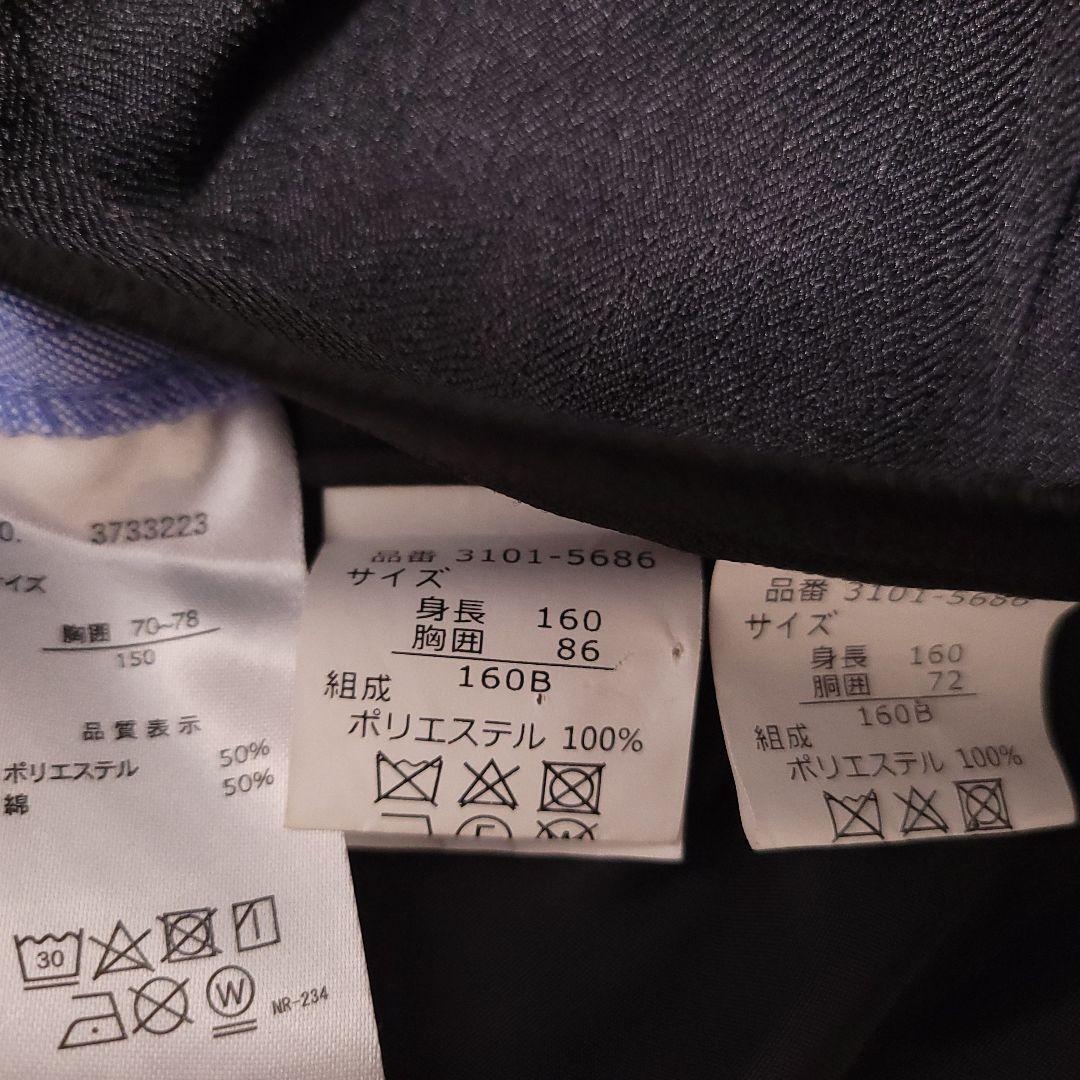 0. 3733223
イズ
胸囲 70~78
150
品質表示
ポリエステル 50%
綿 50%
30
W
NR-234
品番 3101-5686
サイズ
身長 160
胸囲 86
160B
組成
ポリエステル 100%
品番 3101-5686
サイズ
身長 160
胴囲 72
160B
組成
ポリエステル 100%